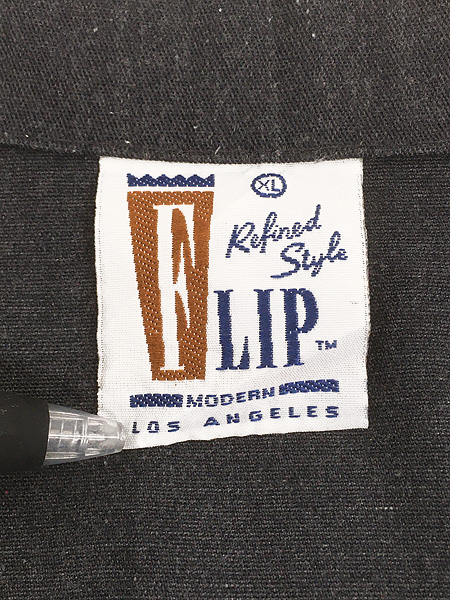 XL
Refined
Style
FLIP™
MODERN
LOS ANGELES